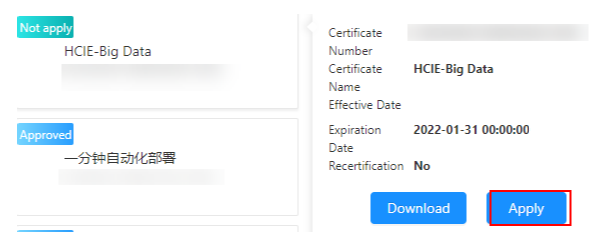 Not apply
HCIE-Big Data
Approved
一分钟自动化部署
Certificate
Number
Certificate HCIE-Big Data
Name
Effective Date
Expiration 2022-01-31 00:00:00
Date
Recertification No
Download Apply